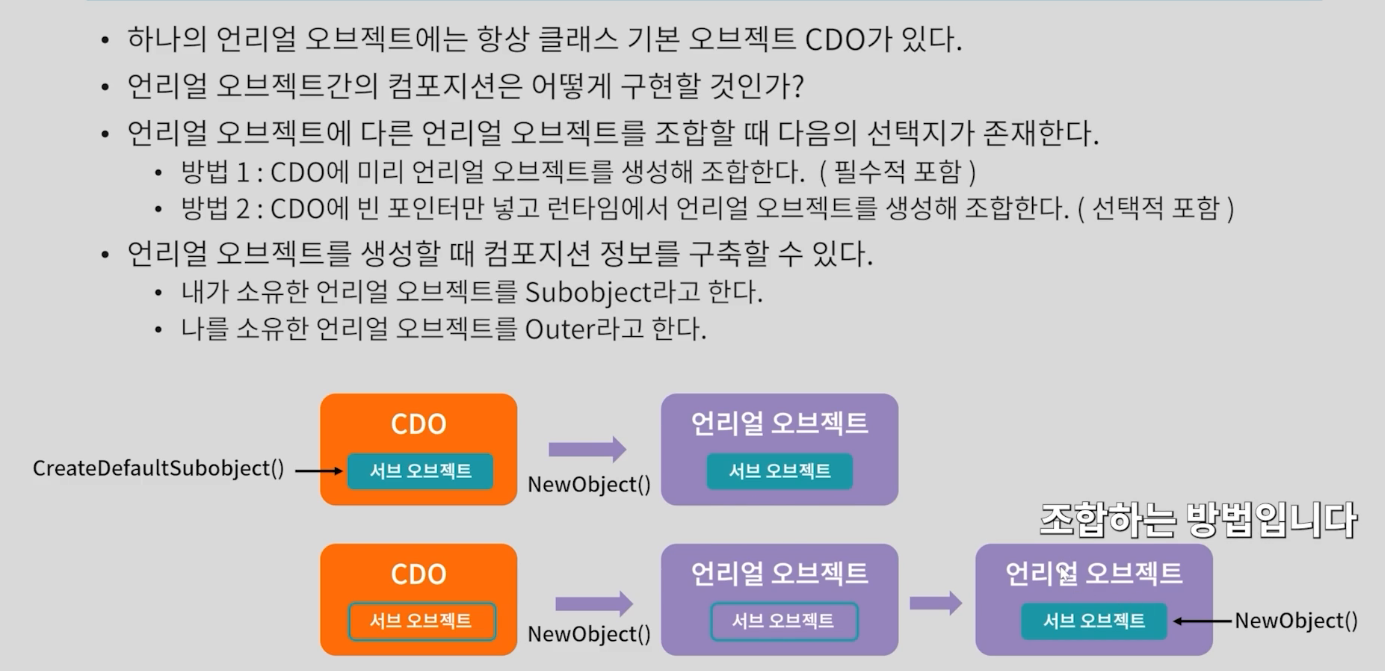 • 하나의 언리얼 오브젝트에는 항상 클래스 기본 오브젝트 CDO가 있다.
• 언리얼 오브젝트간의 컴포지션은 어떻게 구현할 것인가?
• 언리얼 오브젝트에 다른 언리얼 오브젝트를 조합할 때 다음의 선택지가 존재한다.
• 방법 1 : CDO에 미리 언리얼 오브젝트를 생성해 조합한다. ( 필수적 포함 )
• 방법 2 : CDO에 빈 포인터만 넣고 런타임에서 언리얼 오브젝트를 생성해 조합한다. ( 선택적 포함 )
• 언리얼 오브젝트를 생성할 때 컴포지션 정보를 구축할 수 있다.
• 내가 소유한 언리얼 오브젝트를 Subobject라고 한다.
• 나를 소유한 언리얼 오브젝트를 Outer라고 한다.
CDO
언리얼 오브젝트
CreateDefaultSubobject()
서브 오브젝트
NewObject()
서브 오브젝트
조합하는 방법입니다
CDO
언리얼 오브젝트
언리얼 오브젝트
서브 오브젝트
NewObject()
서브 오브젝트
서브 오브젝트
NewObject()